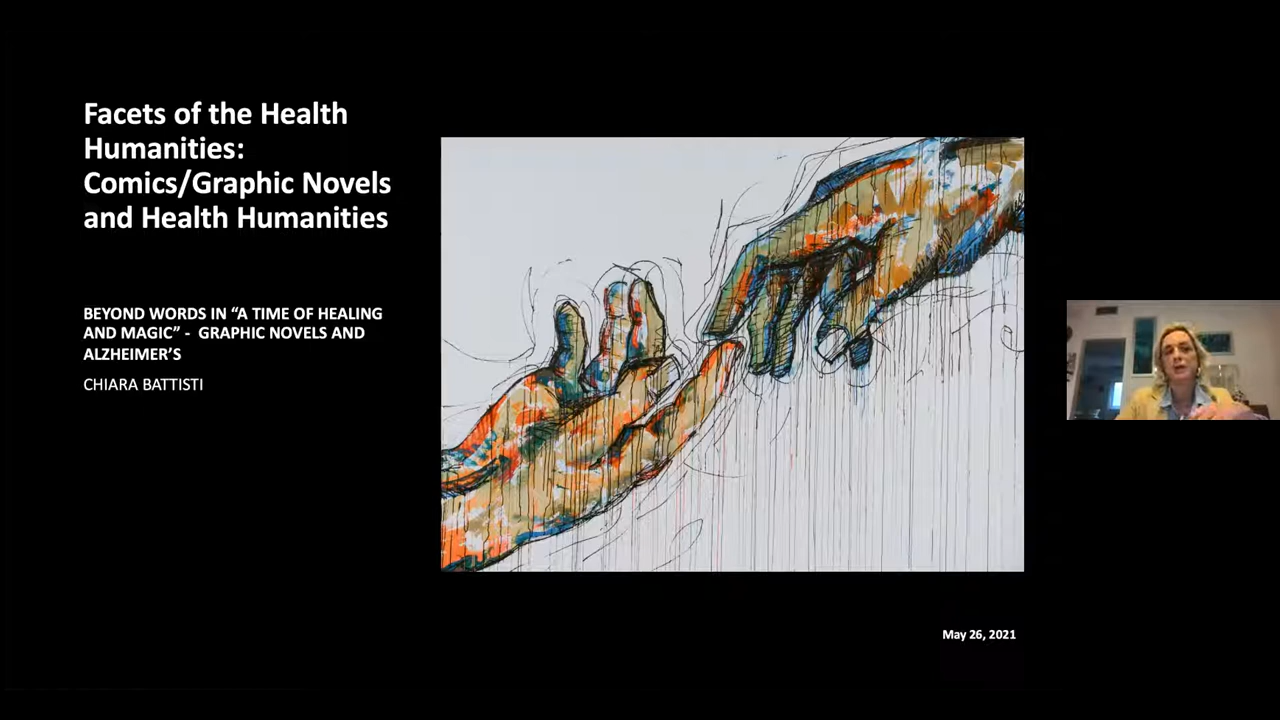 Facets of the Health
Humanities:
Comics/Graphic Novels
and Health Humanities
BEYOND WORDS IN “A TIME OF HEALING
AND MAGIC” - GRAPHIC NOVELS AND
ALZHEIMER’S
CHIARA BATTISTI
May 26, 2021